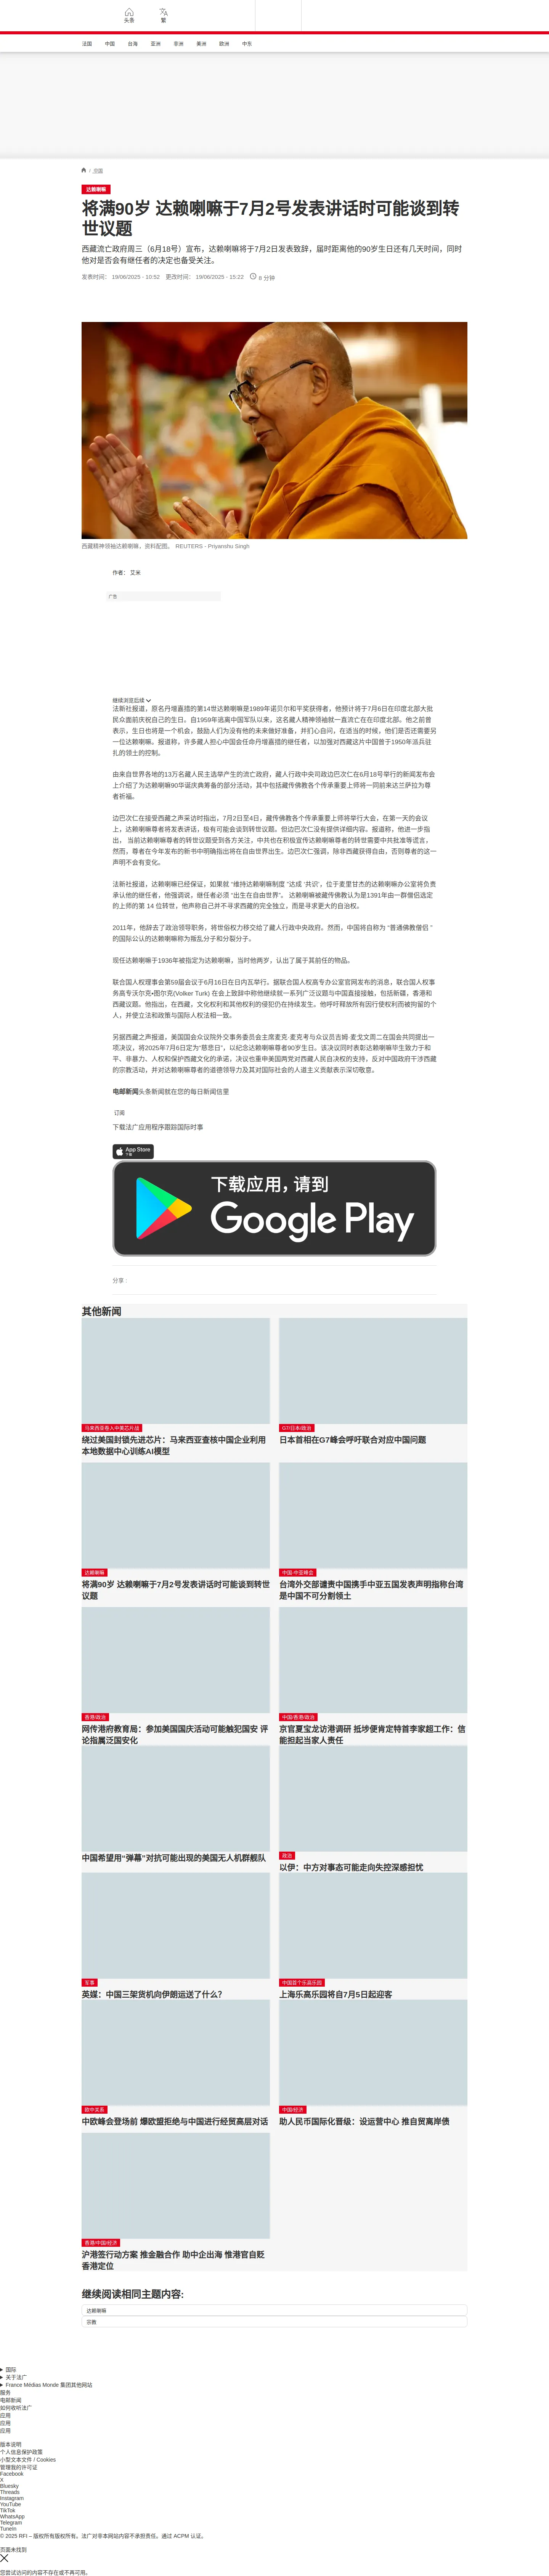 头条
繁
法国
中国
台海
亚洲
非洲
美洲
欧洲
中东
/ 中国
达赖喇嘛
将满90岁 达赖喇嘛于7月2号发表讲话时可能谈到转
世议题
西藏流亡政府周三（6月18号）宣布，达赖喇嘛将于7月2日发表致辞，届时距离他的90岁生日还有几天时间，同时
他对是否会有继任者的决定也备受关注。
发表时间： 19/06/2025 - 10:52 更改时间： 19/06/2025 - 15:22 8 分钟
西藏精神领袖达赖喇嘛，资料配图。 REUTERS - Priyanshu Singh
作者： 艾米
广告
继续浏览后续
法新社报道，原名丹增嘉措的第14世达赖喇嘛是1989年诺贝尔和平奖获得者，他预计将于7月6日在印度北部大批
民众面前庆祝自己的生日。自1959年逃离中国军队以来，这名藏人精神领袖就一直流亡在在印度北部。他之前曾
表示，生日也将是一个机会，鼓励人们为没有他的未来做好准备，并扪心自问，在适当的时候，他们是否还需要另
一位达赖喇嘛。报道称，许多藏人担心中国会任命丹增嘉措的继任者，以加强对西藏这片中国曾于1950年派兵驻
扎的领土的控制。
由来自世界各地的13万名藏人民主选举产生的流亡政府，藏人行政中央司政边巴次仁在6月18号举行的新闻发布会
上介绍了为达赖喇嘛90华诞庆典筹备的部分活动，其中包括藏传佛教各个传承重要上师将一同前来达兰萨拉为尊
者祈福。
边巴次仁在接受西藏之声采访时指出，7月2日至4日，藏传佛教各个传承重要上师将举行大会，在第一天的会议
上，达赖喇嘛尊者将发表讲话，极有可能会谈到转世议题。但边巴次仁没有提供详细内容。报道称，他进一步指
出， 当前达赖喇嘛尊者的转世议题受到各方关注，中共也在积极宣传达赖喇嘛尊者的转世需要中共批准等谎言，
然而，尊者在今年发布的新书中明确指出将在自由世界出生。边巴次仁强调，除非西藏获得自由，否则尊者的这一
声明不会有变化。
法新社报道，达赖喇嘛已经保证，如果就 “维持达赖喇嘛制度 ”达成 ‘共识’，位于麦里甘杰的达赖喇嘛办公室将负责
承认他的继任者，他强调说，继任者必须 ”出生在自由世界”。 达赖喇嘛被藏传佛教认为是1391年由一群僧侣选定
的上师的第 14 位转世，他声称自己并不寻求西藏的完全独立，而是寻求更大的自治权。
2011年，他辞去了政治领导职务，将世俗权力移交给了藏人行政中央政府。然而，中国将自称为 “普通佛教僧侣 ”
的国际公认的达赖喇嘛称为叛乱分子和分裂分子。
现任达赖喇嘛于1936年被指定为达赖喇嘛，当时他两岁，认出了属于其前任的物品。
联合国人权理事会第59届会议于6月16日在日内瓦举行。据联合国人权高专办公室官网发布的消息，联合国人权事
务高专沃尔克•图尔克(Volker Turk) 在会上致辞中称他继续就一系列广泛议题与中国直接接触，包括新疆，香港和
西藏议题。他指出，在西藏，文化权利和其他权利的侵犯仍在持续发生。他呼吁释放所有因行使权利而被拘留的个
人，并使立法和政策与国际人权法相一致。
另据西藏之声报道，美国国会众议院外交事务委员会主席麦克·麦克考与众议员吉姆·麦戈文周二在国会共同提出一
项决议，将2025年7月6日定为“慈悲日”，以纪念达赖喇嘛尊者90岁生日。该决议同时表彰达赖喇嘛毕生致力于和
平、非暴力、人权和保护西藏文化的承诺，决议也重申美国两党对西藏人民自决权的支持，反对中国政府干涉西藏
的宗教活动，并对达赖喇嘛尊者的道德领导力及其对国际社会的人道主义贡献表示深切敬意。
电邮新闻头条新闻就在您的每日新闻信里
订阅
下载法广应用程序跟踪国际时事
App Store
下载
下载应用，请到
Google Play
分享 :
其他新闻
马来西亚卷入中美芯片战
绕过美国封锁先进芯片：马来西亚查核中国企业利用
本地数据中心训练AI模型
G7/日本/政治
日本首相在G7峰会呼吁联合对应中国问题
达赖喇嘛
将满90岁 达赖喇嘛于7月2号发表讲话时可能谈到转世
议题
中国-中亚峰会
台湾外交部谴责中国携手中亚五国发表声明指称台湾
是中国不可分割领土
香港/政治
网传港府教育局：参加美国国庆活动可能触犯国安 评
论指属泛国安化
中国/香港/政治
京官夏宝龙访港调研 抵埗便肯定特首李家超工作：信
能担起当家人责任
中国希望用“弹幕”对抗可能出现的美国无人机群舰队
政治
以伊：中方对事态可能走向失控深感担忧
军事
英媒：中国三架货机向伊朗运送了什么？
中国首个乐高乐园
上海乐高乐园将自7月5日起迎客
欧中关系
中欧峰会登场前 爆欧盟拒绝与中国进行经贸高层对话
中国/经济
助人民币国际化晋级：设运营中心 推自贸离岸债
香港/中国/经济
沪港签行动方案 推金融合作 助中企出海 惟港官自贬
香港定位
继续阅读相同主题内容:
达赖喇嘛
宗教
国际
关于法广
France Médias Monde 集团其他网站
服务
电邮新闻
如何收听法广
应用
应用
应用
版本说明
个人信息保护政策
小型文本文件 / Cookies
管理我的许可证
Facebook
X
Bluesky
Threads
Instagram
YouTube
TikTok
WhatsApp
Telegram
TuneIn
© 2025 RFI – 版权所有版权所有。法广对非本网站内容不承担责任。通过 ACPM 认证。
页面未找到
您尝试访问的内容不存在或不再可用。